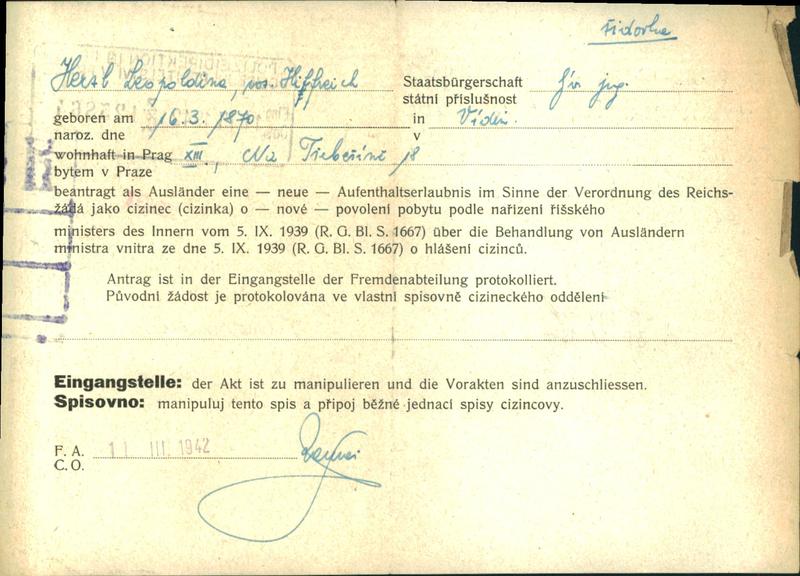 židovka
Herzl Leopoldina, roz. Hiffreich
Staatsbürgerschaft býv. jug.
státní příslušnost
geboren am 16.3. 1870 in Vídeň.
naroz. dne v
wohnhaft in Prag XIII., Na Třebešíně 18
bytem v Praze
beantragt als Ausländer eine — neue — Aufenthaltserlaubnis im Sinne der Verordnung des Reichs-
žádá jako cizinec (cizinka) o — nové — povolení pobytu podle nařízení říšského
ministers des Innern vom 5. IX. 1939 (R. G. Bl. S. 1667) über die Behandlung von Ausländern
ministra vnitra ze dne 5. IX. 1939 (R. G. Bl. S. 1667) o hlášení cizinců.
Antrag ist in der Eingangstelle der Fremdenabteilung protokolliert.
Původní žádost je protokolována ve vlastní spisovně cizineckého oddělení
Eingangstelle: der Akt ist zu manipulieren und die Vorakten sind anzuschliessen.
Spisovno: manipuluj tento spis a připoj běžné jednací spisy cizincovy.
F. A. 11 III. 1942
C. O.